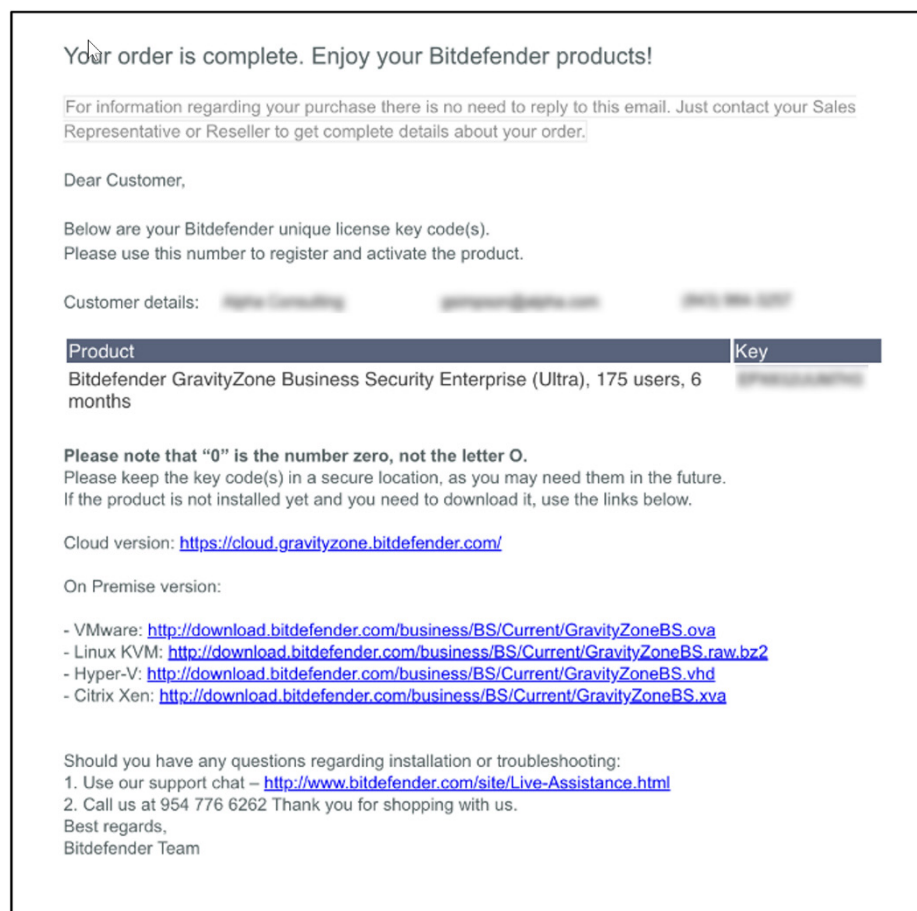 Your order is complete. Enjoy your Bitdefender products!
For information regarding your purchase there is no need to reply to this email. Just contact your Sales
Representative or Reseller to get complete details about your order.
Dear Customer,
Below are your Bitdefender unique license key code(s).
Please use this number to register and activate the product.
Customer details:
Product Key
Bitdefender GravityZone Business Security Enterprise (Ultra), 175 users, 6
months
Please note that “0” is the number zero, not the letter O.
Please keep the key code(s) in a secure location, as you may need them in the future.
If the product is not installed yet and you need to download it, use the links below.
Cloud version: https://cloud.gravityzone.bitdefender.com/
On Premise version:
- VMware: http://download.bitdefender.com/business/BS/Current/GravityZoneBS.ova
- Linux KVM: http://download.bitdefender.com/business/BS/Current/GravityZoneBS.raw.bz2
- Hyper-V: http://download.bitdefender.com/business/BS/Current/GravityZoneBS.vhd
- Citrix Xen: http://download.bitdefender.com/business/BS/Current/GravityZoneBS.xva
Should you have any questions regarding installation or troubleshooting:
1. Use our support chat – http://www.bitdefender.com/site/Live-Assistance.html
2. Call us at 954 776 6262 Thank you for shopping with us.
Best regards,
Bitdefender Team